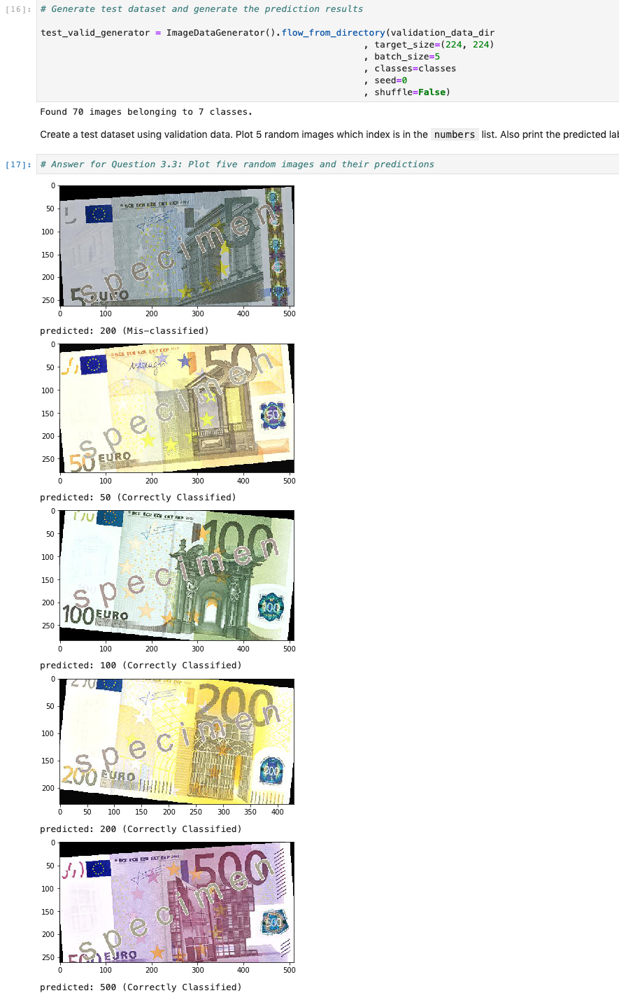 [16]: # Generate test dataset and generate the prediction results
test_valid_generator = ImageDataGenerator().flow_from_directory(validation_data_dir
, target_size=(224, 224)
, batch_size=5
, classes=classes
, seed=0
, shuffle=False)
Found 70 images belonging to 7 classes.
Create a test dataset using validation data. Plot 5 random images which index is in the numbers list. Also print the predicted
[17]: # Answer for Question 3.3: Plot five random images and their predictions
0
50
100
150
200
250
5
specimen
5 EURO
0 100 200 300 400 500
predicted: 200 (Mis-classified)
0
50
100
150
200
250
50
specimen
50
50 EURO
0 100 200 300 400 500
predicted: 50 (Correctly Classified)
0
50
100
150
200
250
100
specimen
100
100 EURO
0 100 200 300 400 500
predicted: 100 (Correctly Classified)
0
50
100
150
200
200
specimen
200
200 EURO
0 50 100 150 200 250 300 350 400
predicted: 200 (Correctly Classified)
0
50
100
150
200
250
500
specimen
500
500 EURO
0 100 200 300 400 500
predicted: 500 (Correctly Classified)